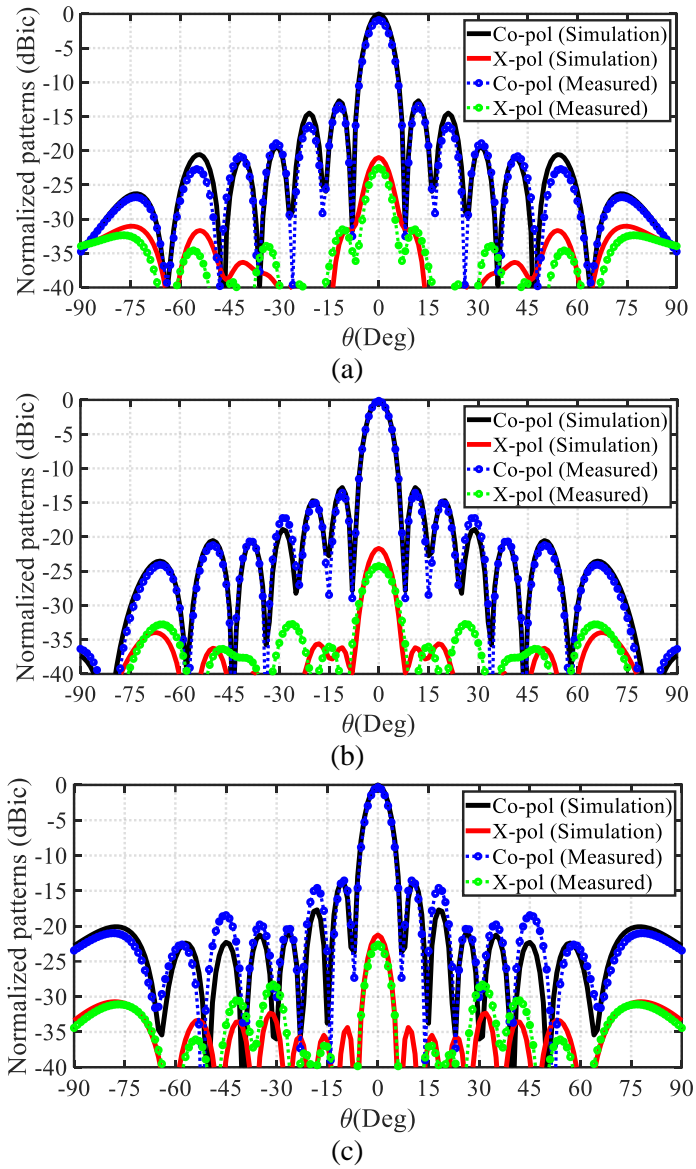 Normalized patterns (dBic)
0
-5
-10
-15
-20
-25
-30
-35
-40
Co-pol (Simulation)
X-pol (Simulation)
Co-pol (Measured)
X-pol (Measured)
-90 -75 -60 -45 -30 -15 0 15 30 45 60 75 90
θ(Deg)
(a)
Normalized patterns (dBic)
0
-5
-10
-15
-20
-25
-30
-35
-40
Co-pol (Simulation)
X-pol (Simulation)
Co-pol (Measured)
X-pol (Measured)
-90 -75 -60 -45 -30 -15 0 15 30 45 60 75 90
θ(Deg)
(b)
Normalized patterns (dBic)
0
-5
-10
-15
-20
-25
-30
-35
-40
Co-pol (Simulation)
X-pol (Simulation)
Co-pol (Measured)
X-pol (Measured)
-90 -75 -60 -45 -30 -15 0 15 30 45 60 75 90
θ(Deg)
(c)